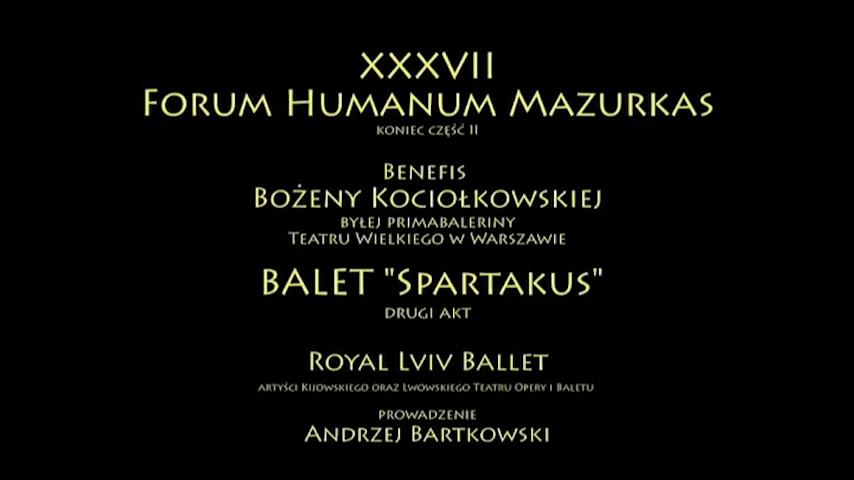 XXXVII
FORUM HUMANUM MAZURKAS
KONIEC CZĘŚĆ II
BENEFIS
BOŻENY KOCIOŁKOWSKIEJ
BYŁEJ PRIMABALERINY
TEATRU WIELKIEGO W WARSZAWIE
BALET "SPARTAKUS"
DRUGI AKT
ROYAL LVIV BALLET
ARTYŚCI KIJOWSKIEGO ORAZ LWOWSKIEGO TEATRU OPERY I BALETU
PROWADZENIE
ANDRZEJ BARTKOWSKI